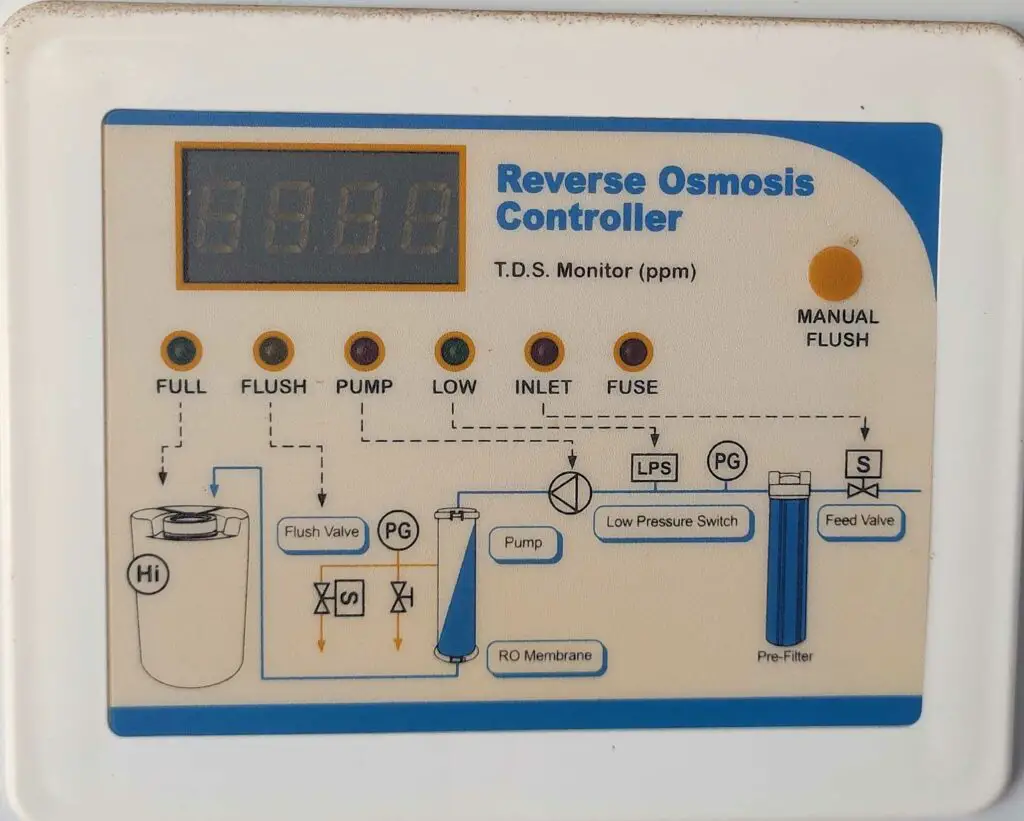 Reverse Osmosis
Controller
T.D.S. Monitor (ppm)
MANUAL
FLUSH
FULL
FLUSH
PUMP
LOW
INLET
FUSE
LPS
PG
S
Flush Valve
PG
Pump
Low Pressure Switch
Feed Valve
Hi
S
RO Membrane
Pre-Filter